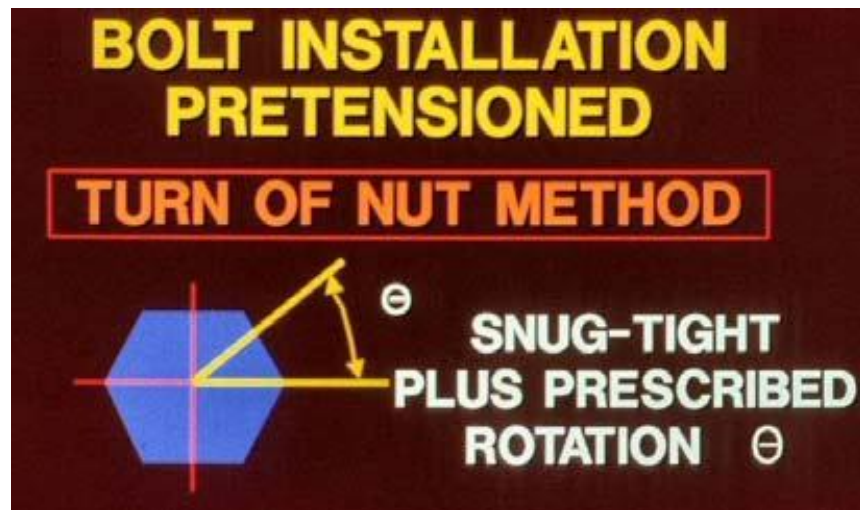 BOLT INSTALLATION
PRETENSIONED
TURN OF NUT METHOD
Θ
SNUG-TIGHT
PLUS PRESCRIBED
ROTATION Θ